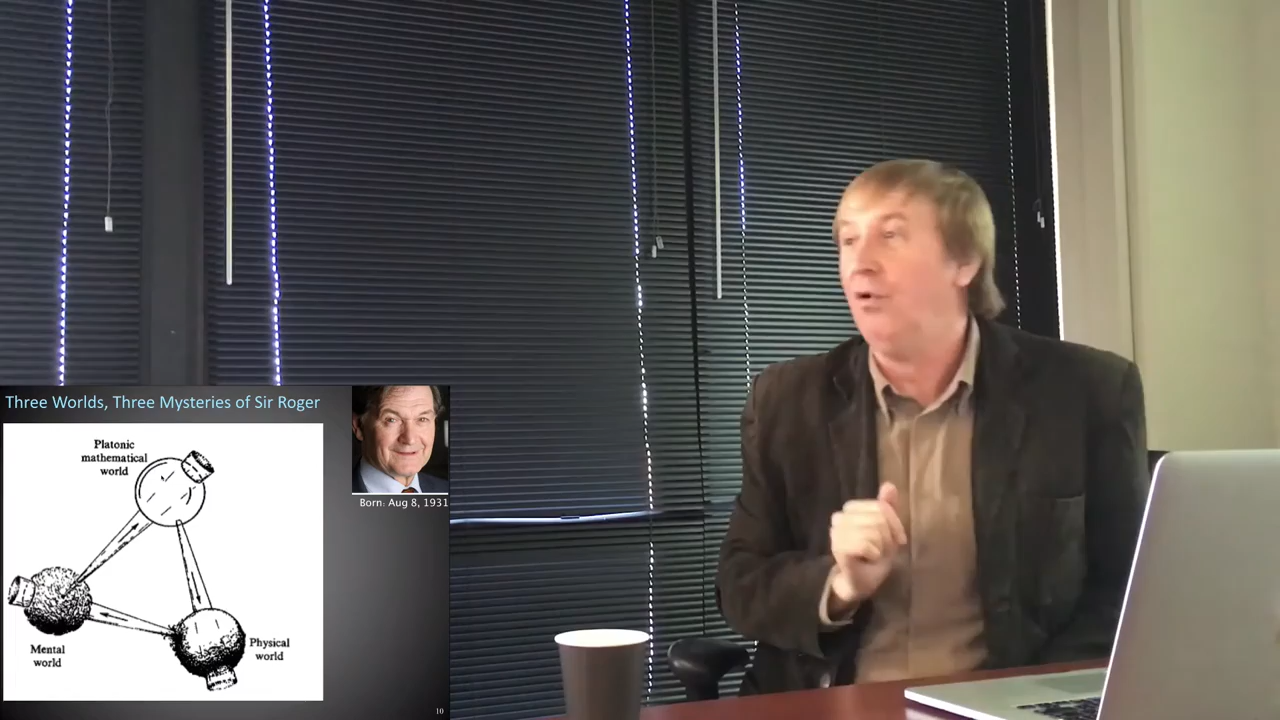 Three Worlds, Three Mysteries of Sir Roger
Platonic
mathematical
world
Born: Aug 8, 1931
Mental
world
Physical
world
10